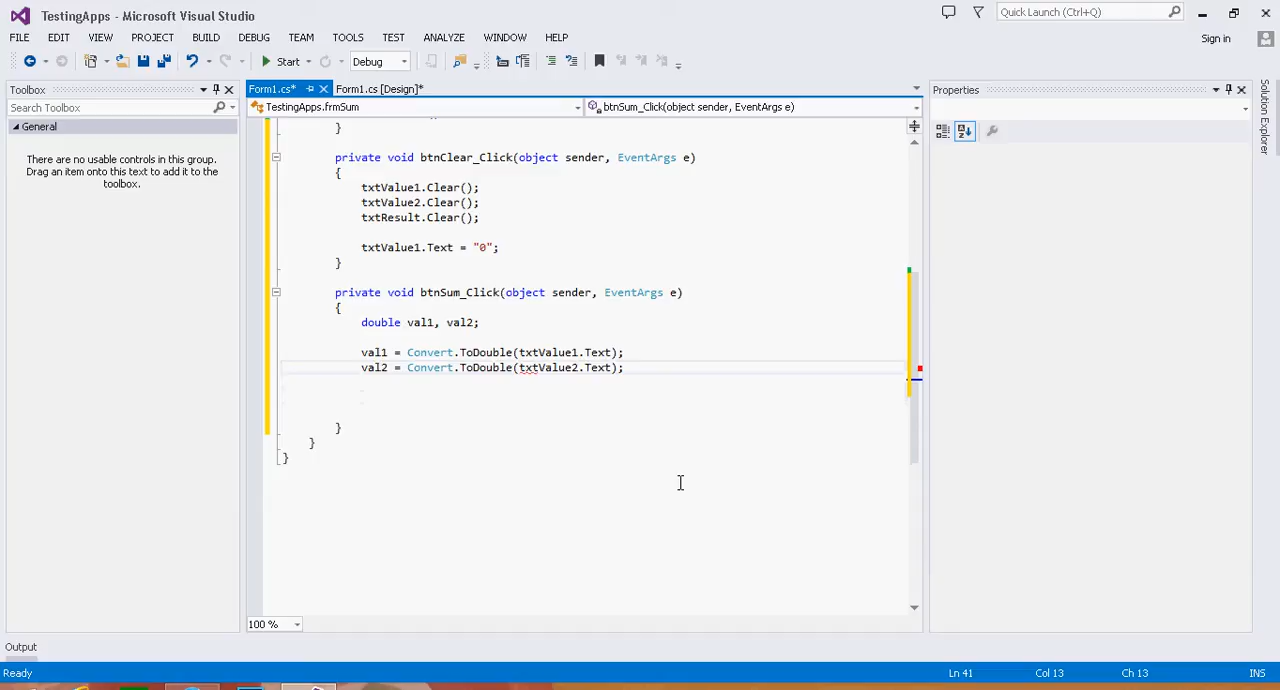 TestingApps - Microsoft Visual Studio
Quick Launch (Ctrl+Q)
FILE EDIT VIEW PROJECT BUILD DEBUG TEAM TOOLS TEST ANALYZE WINDOW HELP
Sign in
Start Debug
Toolbox
Search Toolbox
General
There are no usable controls in this group.
Drag an item onto this text to add it to the
toolbox.
Form1.cs* Form1.cs [Design]*
TestingApps.frmSum btnSum_Click(object sender, EventArgs e)
}
private void btnClear_Click(object sender, EventArgs e)
{
txtValue1.Clear();
txtValue2.Clear();
txtResult.Clear();
txtValue1.Text = "0";
}
private void btnSum_Click(object sender, EventArgs e)
{
double val1, val2;
val1 = Convert.ToDouble(txtValue1.Text);
val2 = Convert.ToDouble(txtValue2.Text);
}
}
}
100 %
Properties
Solution Explorer
Output
Ready Ln 41 Col 13 Ch 13 INS